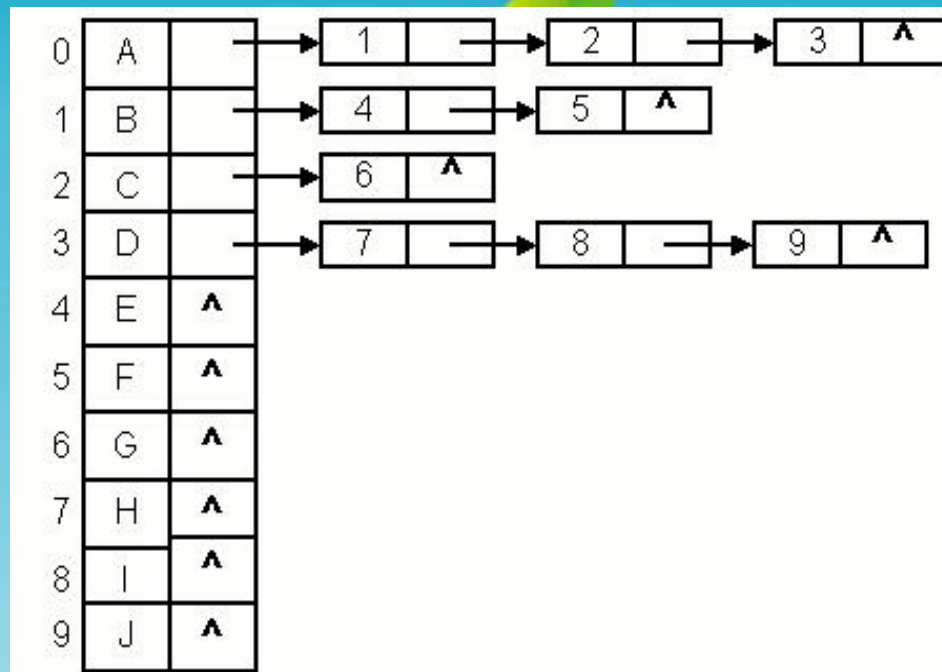 0 A 1 2 3 ^
1 B 4 5 ^
2 C 6 ^
3 D 7 8 9 ^
4 E ^
5 F ^
6 G ^
7 H ^
8 I ^
9 J ^